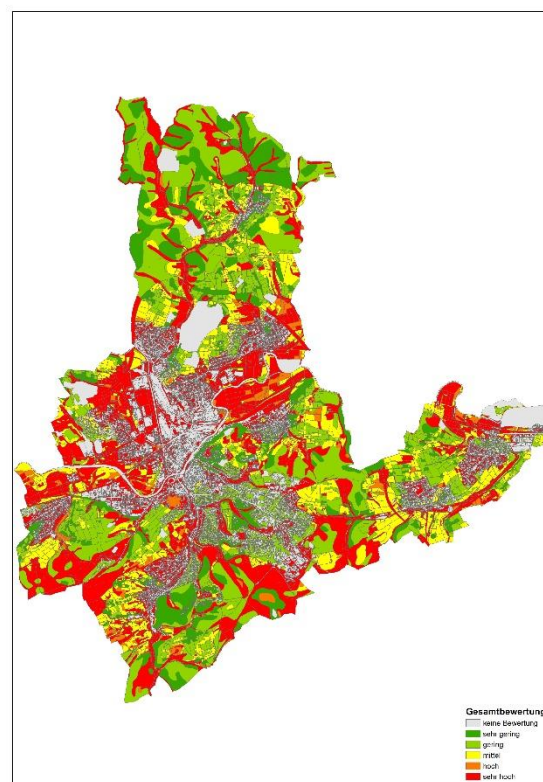 Gesamtbewertung
keine Bewertung
sehr gering
gering
mittel
hoch
sehr hoch